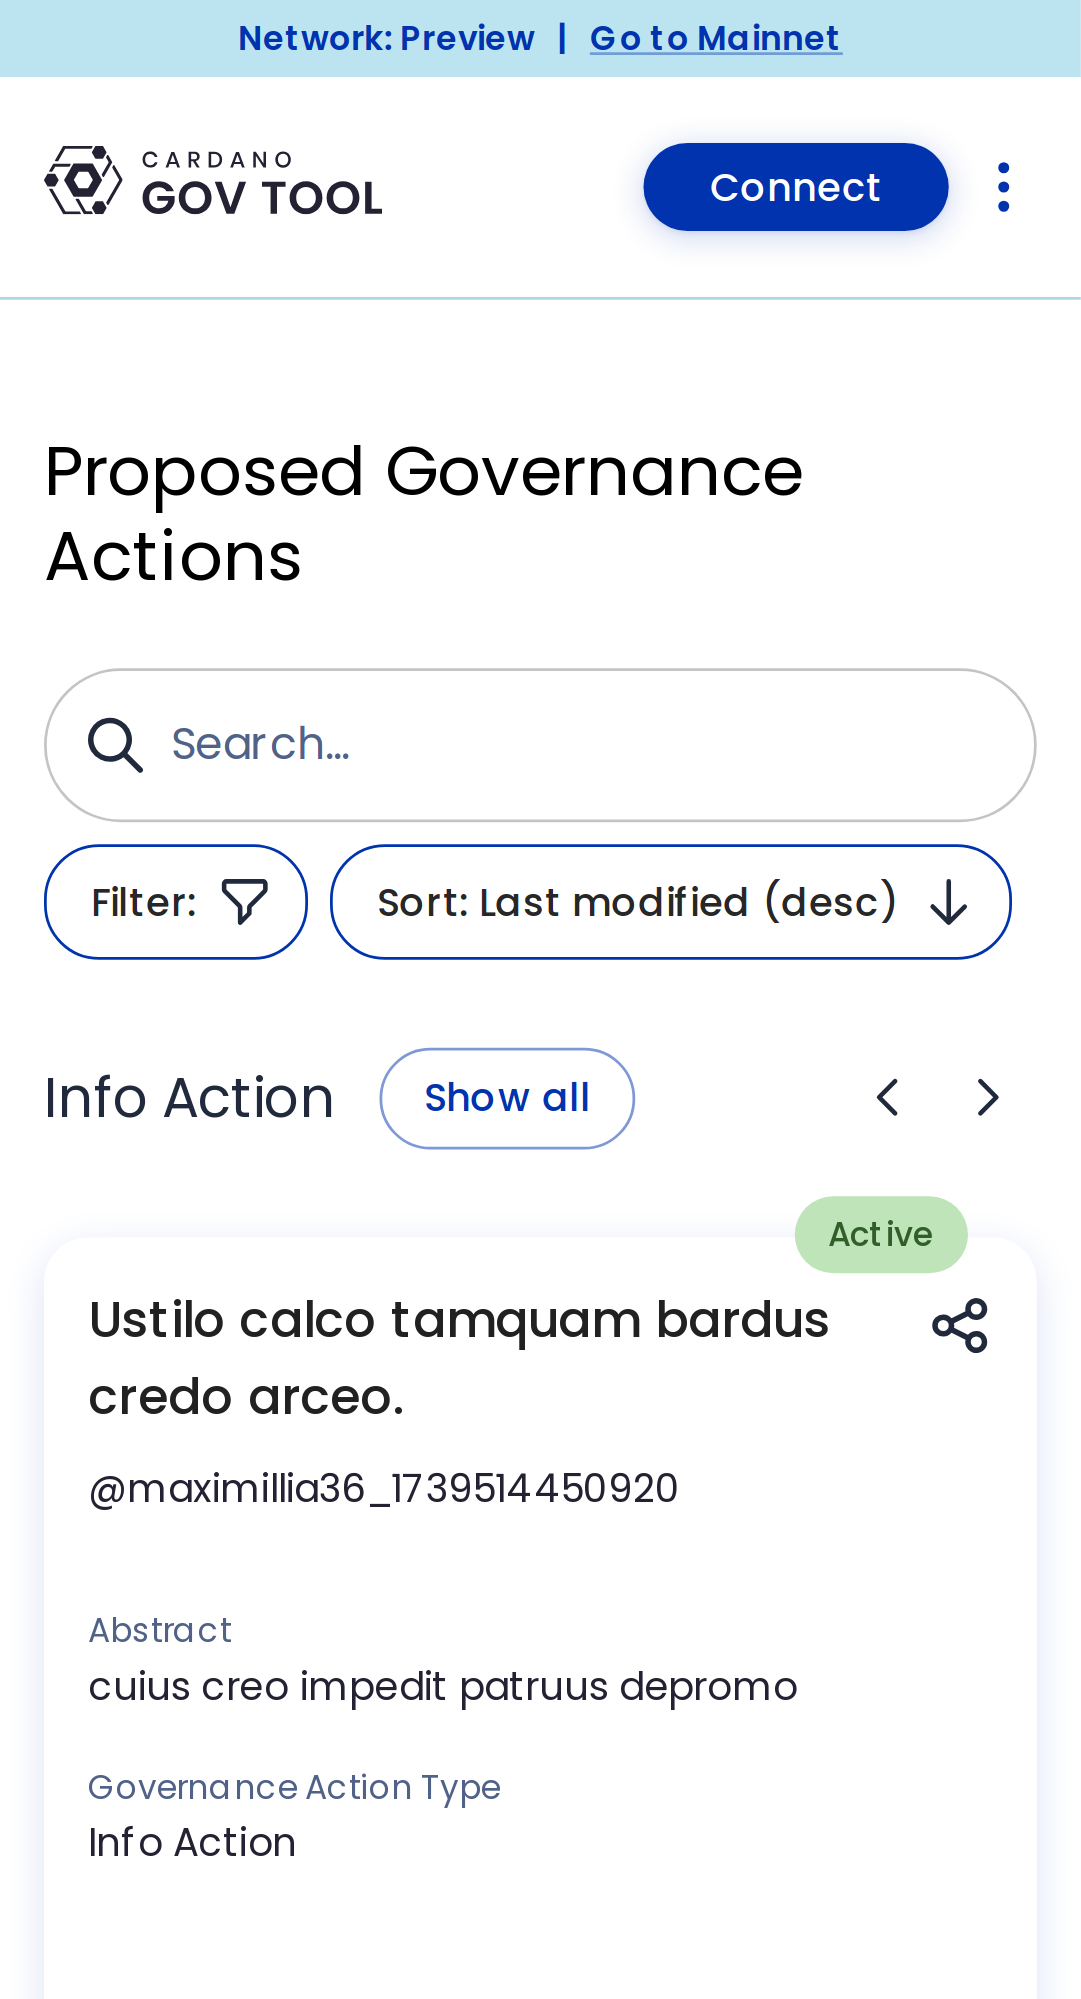 Network: Preview | Go to Mainnet
CARDANO
GOV TOOL
Connect
Proposed Governance
Actions
Search...
Filter:
Sort: Last modified (desc)
Info Action
Show all
Active
Ustilo calco tamquam bardus
credo arceo.
@maximillia36_1739514450920
Abstract
cuius creo impedit patruus depromo
Governance Action Type
Info Action